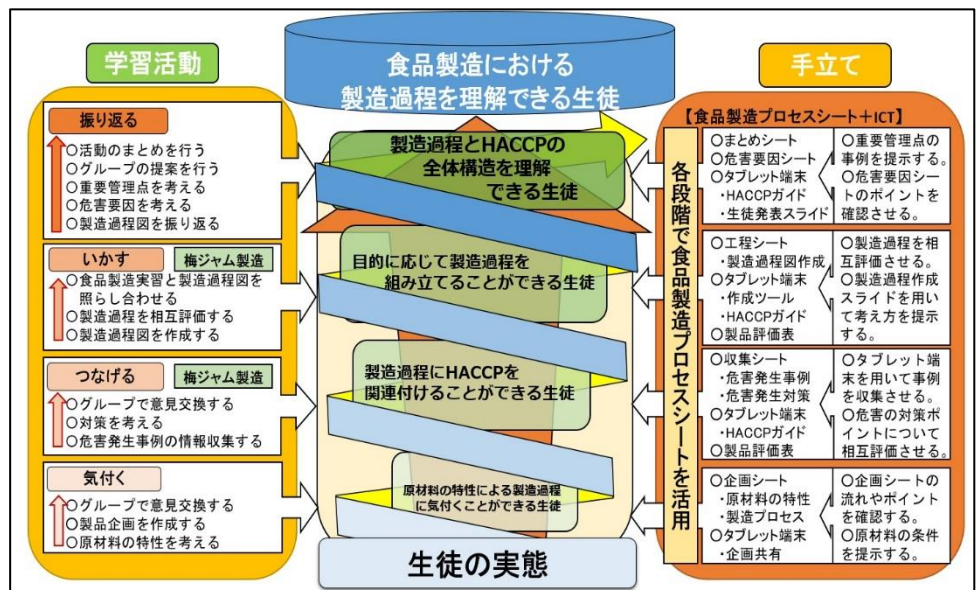 学習活動
振り返る
○活動のまとめを行う
○グループの提案を行う
○重要管理点を考える
○危害要因を考える
○製造過程図を振り返る
いかす
梅ジャム製造
○食品製造実習と製造過程図を
照らし合わせる
○製造過程を相互評価する
○製造過程図を作成する
つなげる
梅ジャム製造
○グループで意見交換する
○対策を考える
○危害発生事例の情報収集する
気付く
○グループで意見交換する
○製品企画を作成する
○原材料の特性を考える
食品製造における
製造過程を理解できる生徒
製造過程とHACCPの
全体構造を理解
できる生徒
目的に応じて製造過程を
組み立てることができる生徒
製造過程にHACCPを
関連付けることができる生徒
原材料の特性による製造過程
に気付くことができる生徒
生徒の実態
手立て
【食品製造プロセスシート＋ICT】
各段階で食品製造プロセスシートを活用
○まとめシート
○危害要因シート
○タブレット端末
・HACCPガイド
・生徒発表スライド
○重要管理点の
事例を提示する。
○危害要因シー
トのポイントを
確認させる。
○工程シート
・製造過程図作成
○タブレット端末
・作成ツール
・HACCPガイド
○製品評価表
○製造過程を相
互評価させる。
○製造過程作成
スライドを用い
て考え方を提示
する。
○収集シート
・危害発生事例
・危害発生対策
○タブレット端末
・HACCPガイド
○製品評価表
○タブレット端
末を用いて事例
を収集させる。
○危害の対策ポ
イントについて
相互評価させる。
○企画シート
・原材料の特性
・製造プロセス
○タブレット端末
・企画共有
○企画シートの
流れやポイント
を確認する。
○原材料の条件
を提示する。